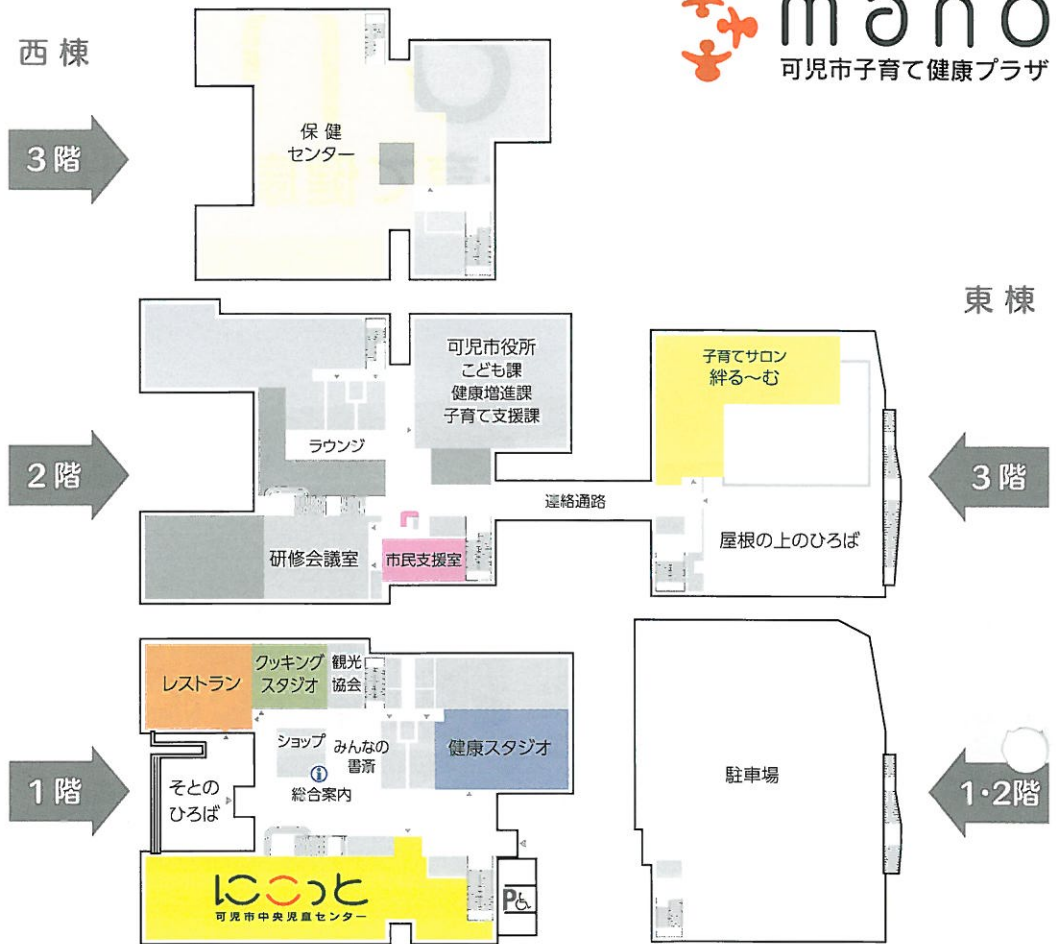 mano
可児市子育て健康プラザ
西棟
3階
保健
センター
東棟
2階
可児市役所
こども課
健康増進課
子育て支援課
ラウンジ
研修会議室
市民支援室
連絡通路
子育てサロン
絆る〜む
屋根の上のひろば
3階
1階
レストラン
クッキング
スタジオ
観光
協会
ショップ
みんなの
書斎
健康スタジオ
総合案内
そとの
ひろば
にこっと
可児市中央児童センター
P
駐車場
1・2階